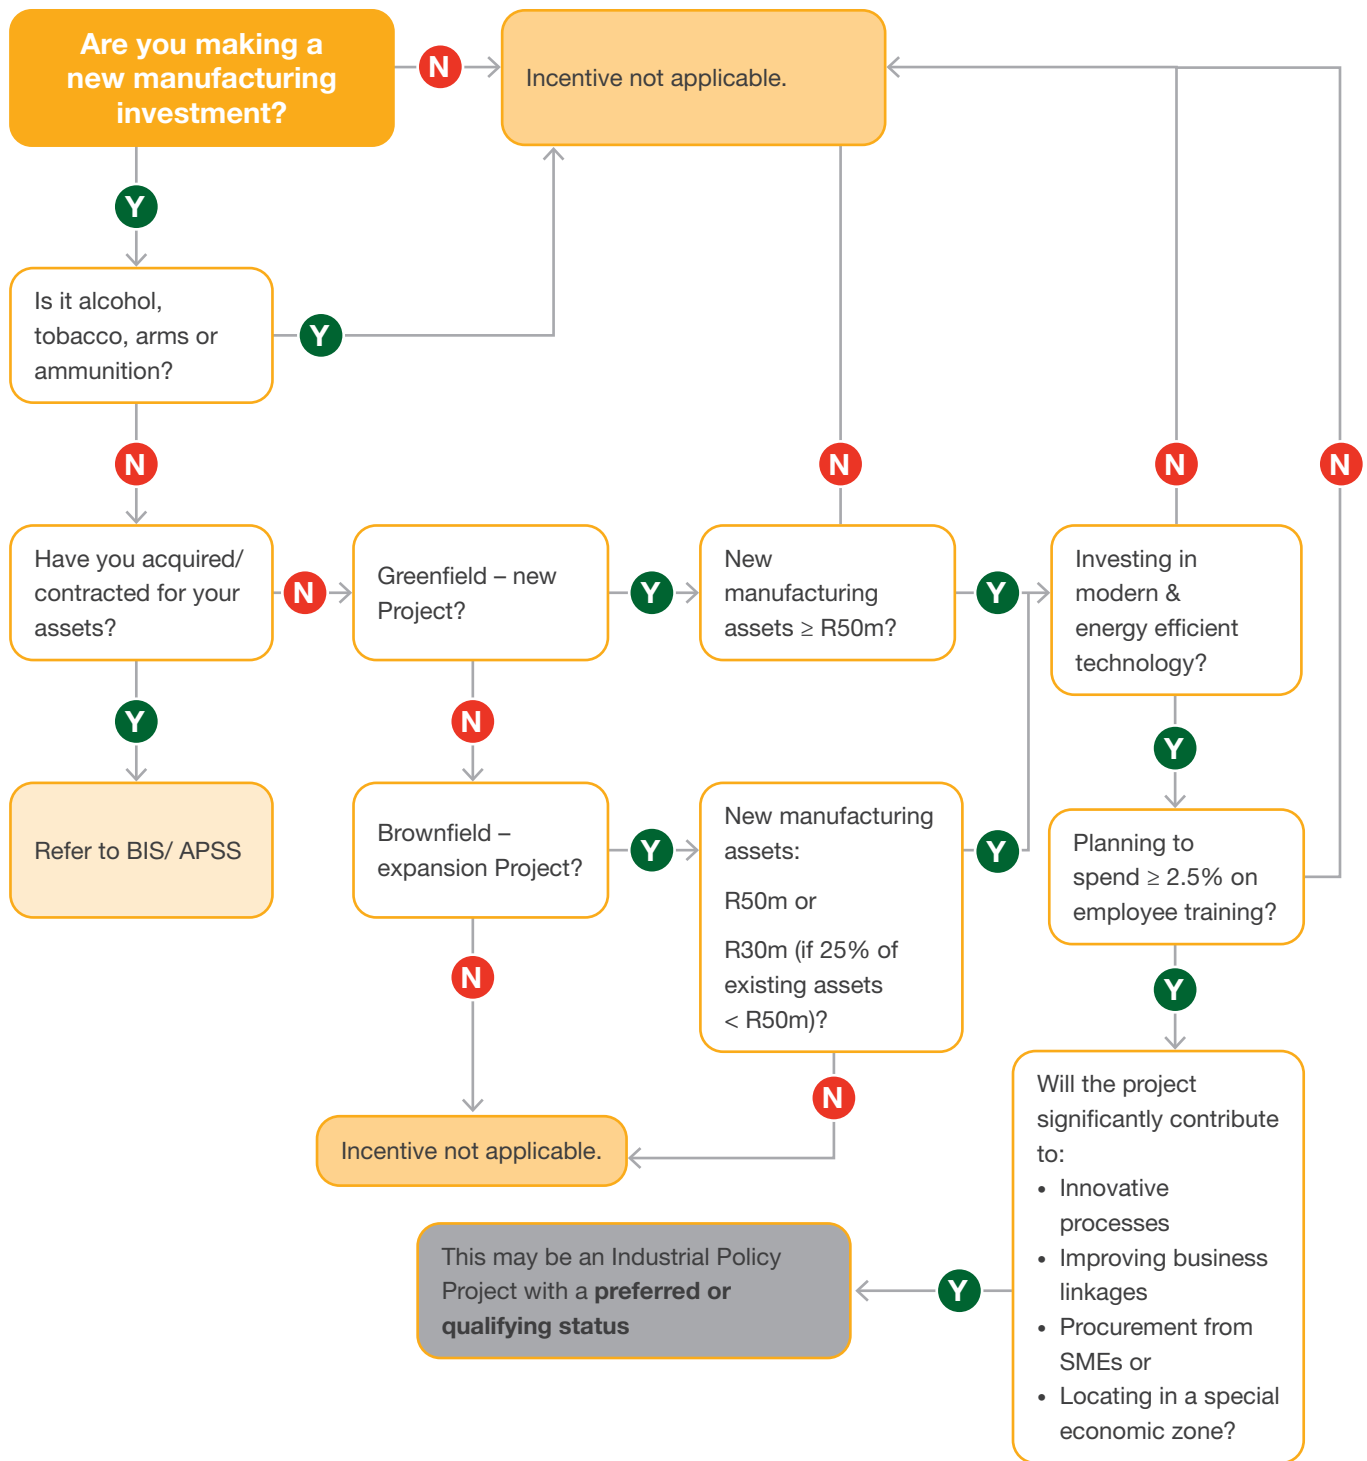 Are you making a
new manufacturing
investment?
N
Incentive not applicable.
Y
Is it alcohol,
tobacco, arms or
ammunition?
Y
N
N
N
N
Have you acquired/
contracted for your
assets?
N
Greenfield – new
Project?
Y
New
manufacturing
assets ≥ R50m?
Y
Investing in
modern &
energy efficient
technology?
Y
N
Y
Refer to BIS/ APSS
Brownfield –
expansion Project?
Y
New manufacturing
assets:
R50m or
R30m (if 25% of
existing assets
< R50m)?
Y
Planning to
spend ≥ 2.5% on
employee training?
N
Y
N
Incentive not applicable.
Will the project
significantly contribute
to:
• Innovative
processes
• Improving business
linkages
• Procurement from
SMEs or
• Locating in a special
economic zone?
Y
This may be an Industrial Policy
Project with a preferred or
qualifying status